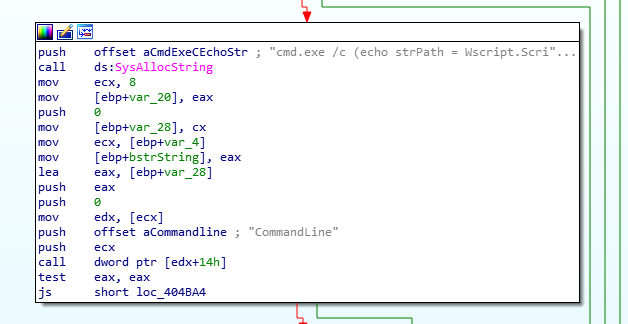 push offset aCmdExeCEchoStr ; "cmd.exe /c (echo strPath = Wscript.Scri"...
call ds:SysAllocString
mov ecx, 8
mov [ebp+var_20], eax
push 0
mov [ebp+var_28], cx
mov ecx, [ebp+var_4]
mov [ebp+bstrString], eax
lea eax, [ebp+var_28]
push eax
push 0
mov edx, [ecx]
push offset aCommandline ; "CommandLine"
push ecx
call dword ptr [edx+14h]
test eax, eax
js short loc_404BA4